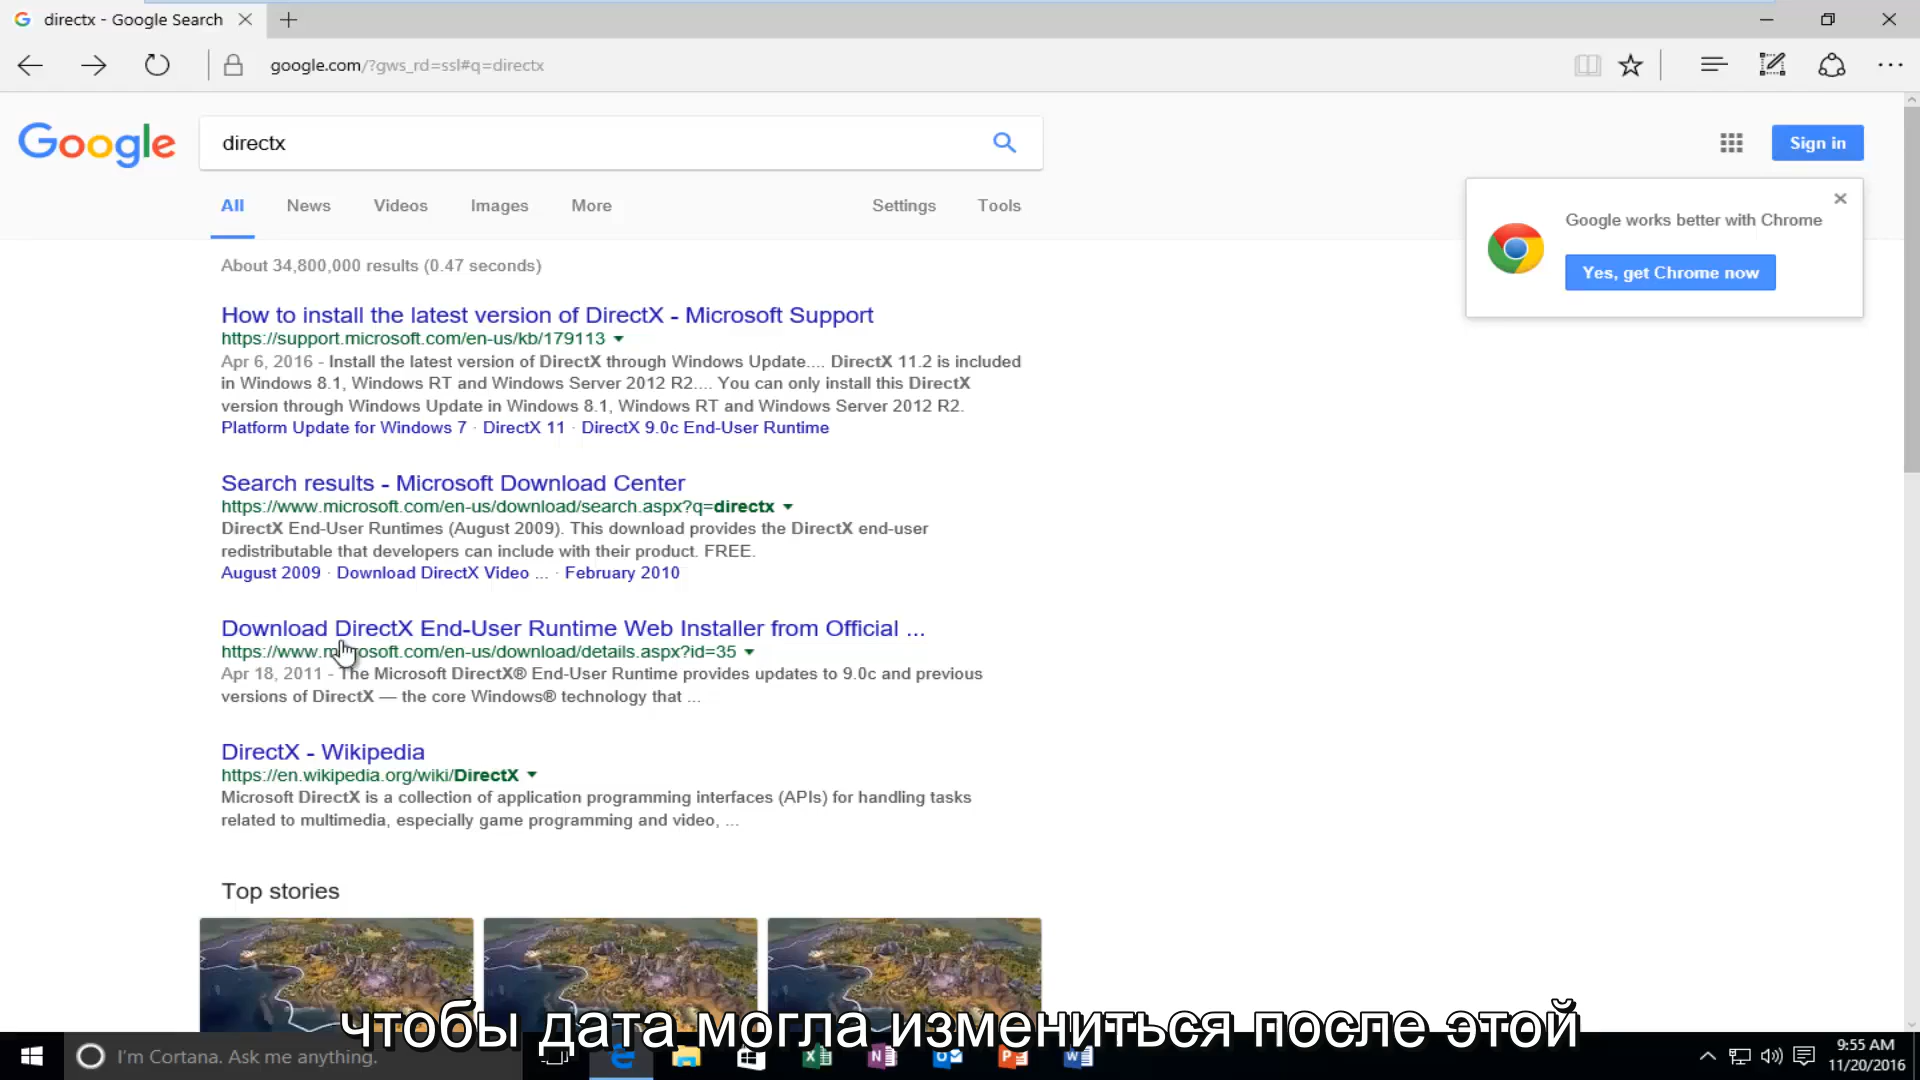 directx - Google Search
google.com/?gws_rd=ssl#q=directx
Google
directx
Sign in
All News Videos Images More Settings Tools
Google works better with Chrome
Yes, get Chrome now
About 34,800,000 results (0.47 seconds)
How to install the latest version of DirectX - Microsoft Support
https://support.microsoft.com/en-us/kb/179113
Apr 6, 2016 - Install the latest version of DirectX through Windows Update.... DirectX 11.2 is included
in Windows 8.1, Windows RT and Windows Server 2012 R2.... You can only install this DirectX
version through Windows Update in Windows 8.1, Windows RT and Windows Server 2012 R2.
Platform Update for Windows 7 · DirectX 11 · DirectX 9.0c End-User Runtime
Search results - Microsoft Download Center
https://www.microsoft.com/en-us/download/search.aspx?q=directx
DirectX End-User Runtimes (August 2009). This download provides the DirectX end-user
redistributable that developers can include with their product. FREE.
August 2009 · Download DirectX Video ... · February 2010
Download DirectX End-User Runtime Web Installer from Official ...
https://www.microsoft.com/en-us/download/details.aspx?id=35
Apr 18, 2011 - The Microsoft DirectX® End-User Runtime provides updates to 9.0c and previous
versions of DirectX — the core Windows® technology that ...
DirectX - Wikipedia
https://en.wikipedia.org/wiki/DirectX
Microsoft DirectX is a collection of application programming interfaces (APIs) for handling tasks
related to multimedia, especially game programming and video, ...
Top stories
чтобы дата могла измениться после этой
I'm Cortana. Ask me anything.
9:55 AM
11/20/2016